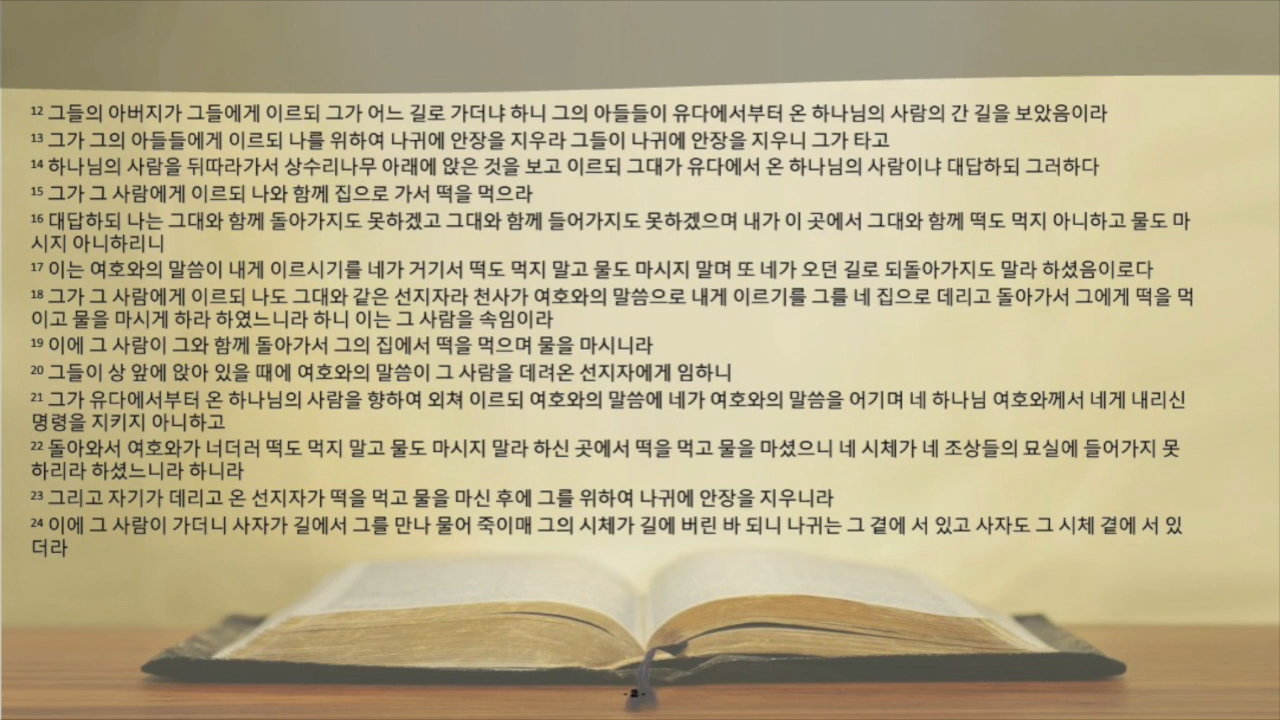 12 그들의 아버지가 그들에게 이르되 그가 어느 길로 가더냐 하니 그의 아들들이 유다에서부터 온 하나님의 사람의 간 길을 보았음이라
13 그가 그의 아들들에게 이르되 나를 위하여 나귀에 안장을 지우라 그들이 나귀에 안장을 지우니 그가 타고
14 하나님의 사람을 뒤따라가서 상수리나무 아래에 앉은 것을 보고 이르되 그대가 유다에서 온 하나님의 사람이냐 대답하되 그러하다
15 그가 그 사람에게 이르되 나와 함께 집으로 가서 떡을 먹으라
16 대답하되 나는 그대와 함께 돌아가지도 못하겠고 그대와 함께 들어가지도 못하겠으며 내가 이 곳에서 그대와 함께 떡도 먹지 아니하고 물도 마
시지 아니하리니
17 이는 여호와의 말씀이 내게 이르시기를 네가 거기서 떡도 먹지 말고 물도 마시지 말며 또 네가 오던 길로 되돌아가지도 말라 하셨음이로다
18 그가 그 사람에게 이르되 나도 그대와 같은 선지자라 천사가 여호와의 말씀으로 내게 이르기를 그를 네 집으로 데리고 돌아가서 그에게 떡을 먹
이고 물을 마시게 하라 하였느니라 하니 이는 그 사람을 속임이라
19 이에 그 사람이 그와 함께 돌아가서 그의 집에서 떡을 먹으며 물을 마시니라
20 그들이 상 앞에 앉아 있을 때에 여호와의 말씀이 그 사람을 데려온 선지자에게 임하니
21 그가 유다에서부터 온 하나님의 사람을 향하여 외쳐 이르되 여호와의 말씀에 네가 여호와의 말씀을 어기며 네 하나님 여호와께서 네게 내리신
명령을 지키지 아니하고
22 돌아와서 여호와가 너더러 떡도 먹지 말고 물도 마시지 말라 하신 곳에서 떡을 먹고 물을 마셨으니 네 시체가 네 조상들의 묘실에 들어가지 못
하리라 하셨느니라 하니라
23 그리고 자기가 데리고 온 선지자가 떡을 먹고 물을 마신 후에 그를 위하여 나귀에 안장을 지우니라
24 이에 그 사람이 가더니 사자가 길에서 그를 만나 물어 죽이매 그의 시체가 길에 버린 바 되니 나귀는 그 곁에 서 있고 사자도 그 시체 곁에 서 있
더라
- 2 -